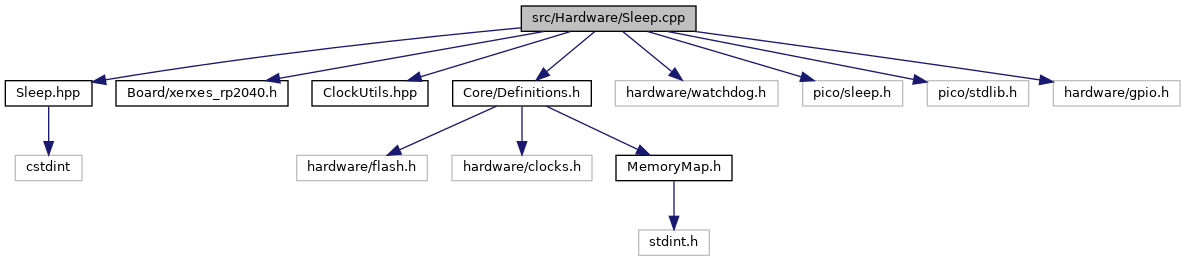 src/Hardware/Sleep.cpp
Sleep.hpp
Board/xerxes_rp2040.h
ClockUtils.hpp
Core/Definitions.h
hardware/watchdog.h
pico/sleep.h
pico/stdlib.h
hardware/gpio.h
cstdint
hardware/flash.h
hardware/clocks.h
MemoryMap.h
stdint.h